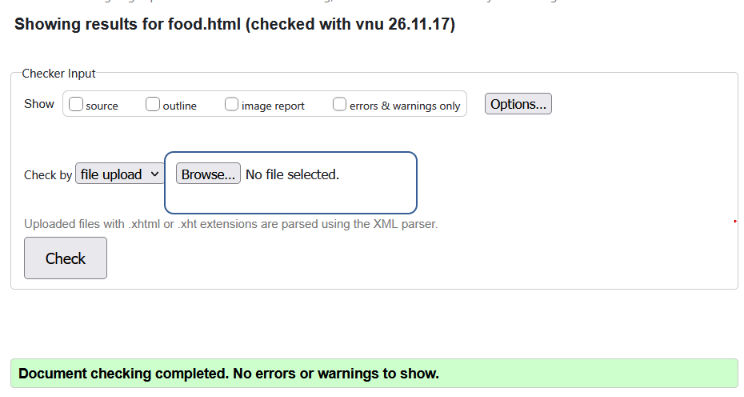 Showing results for food.html (checked with vnu 26.11.17)
Checker Input
Show source outline image report errors & warnings only Options...
Check by file upload Browse... No file selected.
Uploaded files with .xhtml or .xht extensions are parsed using the XML parser.
Check
Document checking completed. No errors or warnings to show.